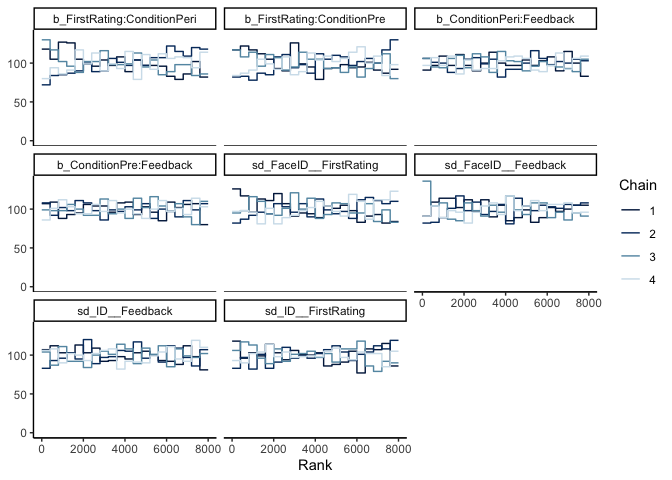 b_FirstRating:ConditionPeri
b_FirstRating:ConditionPre
b_ConditionPeri:Feedback
100
50
0
b_ConditionPre:Feedback
sd_FaceID__FirstRating
sd_FaceID__Feedback
100
50
0
0 2000 4000 6000 8000
sd_ID__Feedback
sd_ID__FirstRating
100
50
0
0 2000 4000 6000 8000
0 2000 4000 6000 8000
Rank
Chain
1
2
3
4